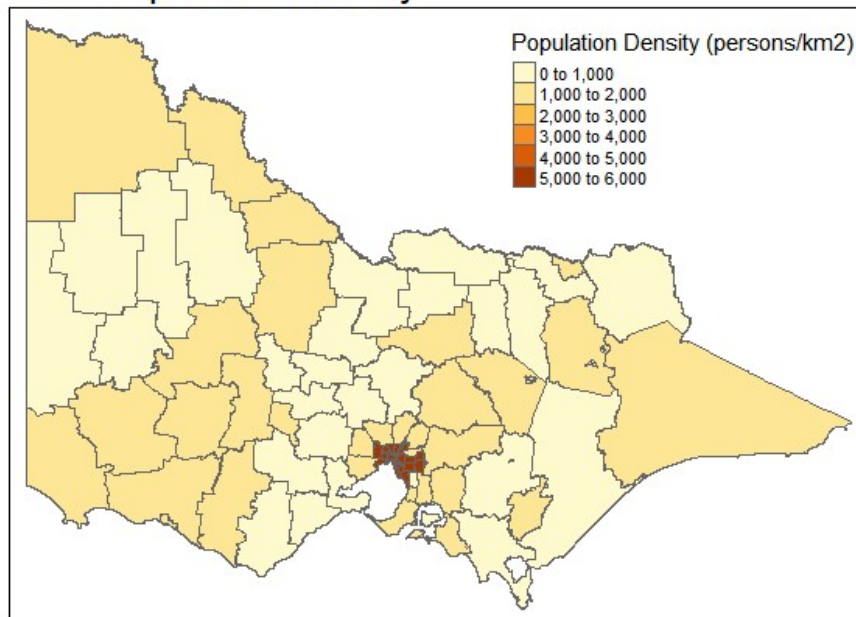 Population Density (persons/km2)
0 to 1,000
1,000 to 2,000
2,000 to 3,000
3,000 to 4,000
4,000 to 5,000
5,000 to 6,000